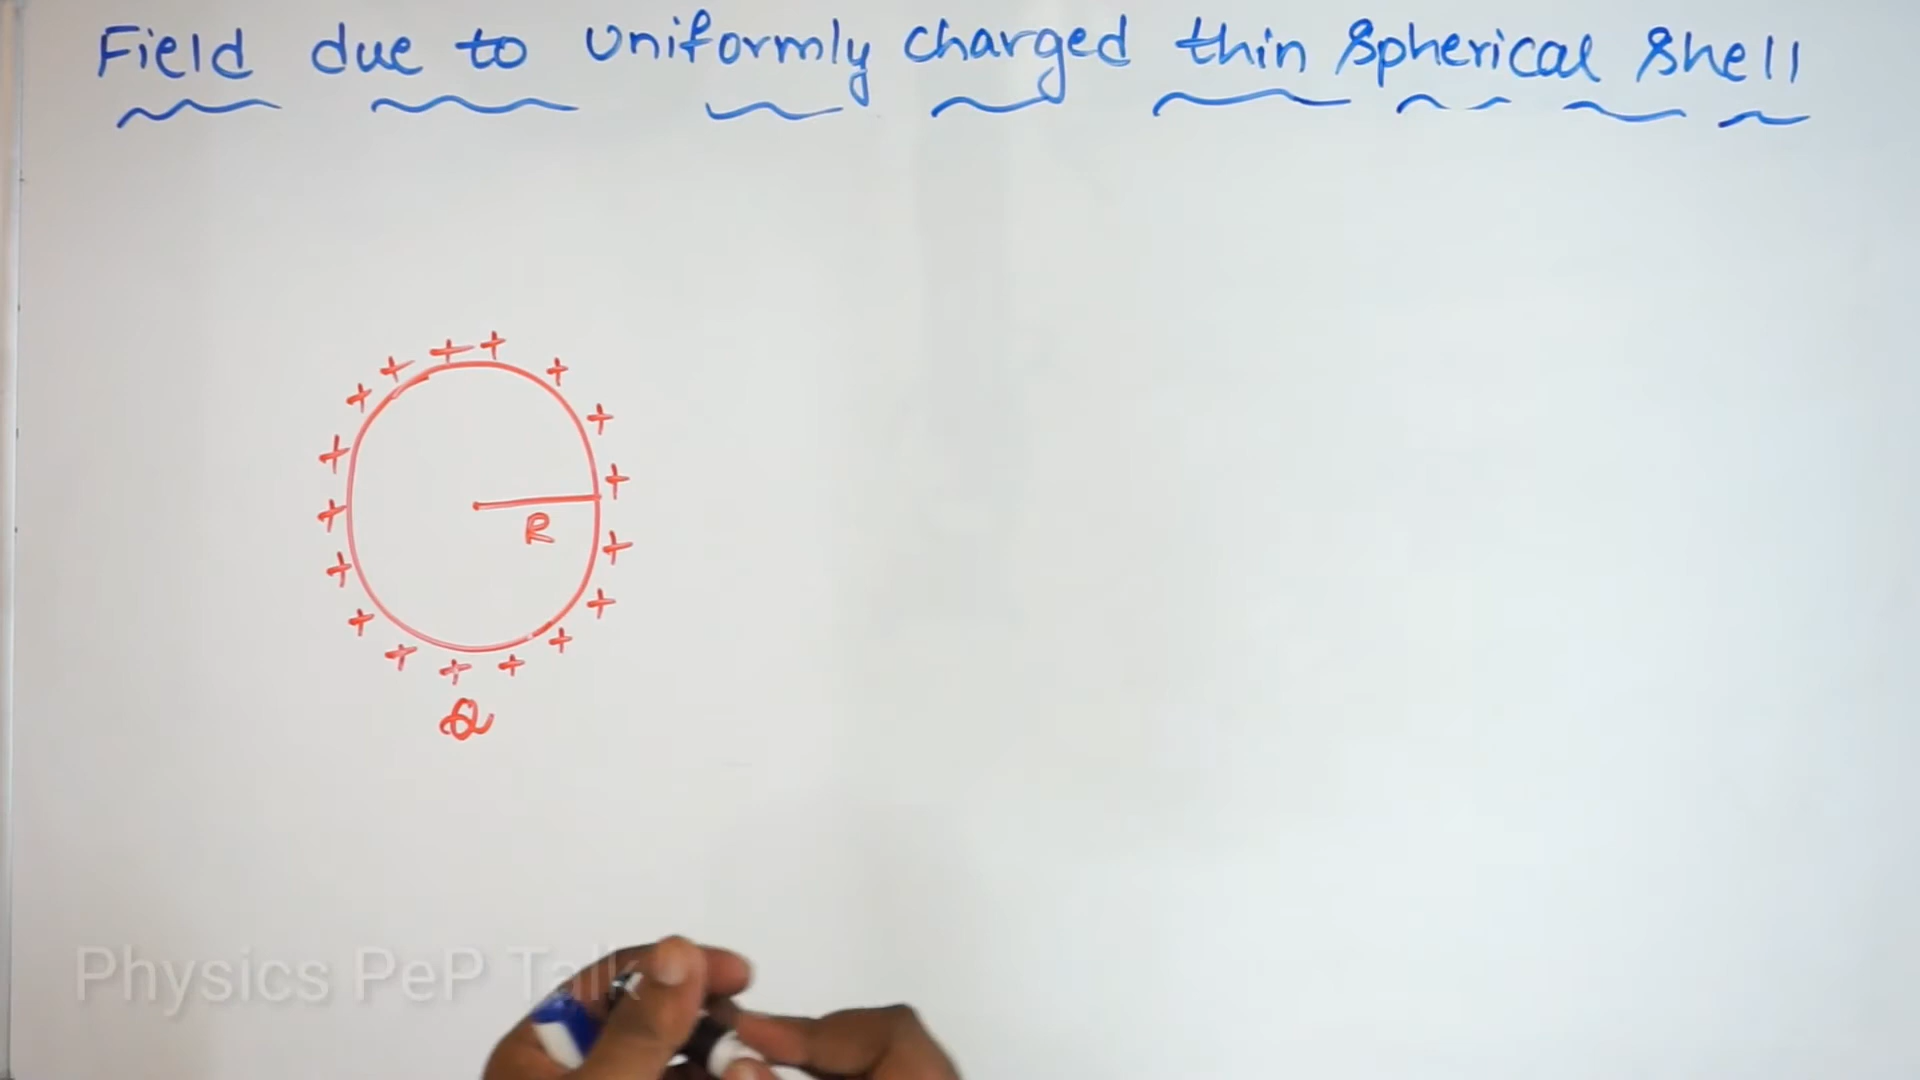 Field due to uniformly charged thin spherical shell
R
Q
Physics PeP Talk